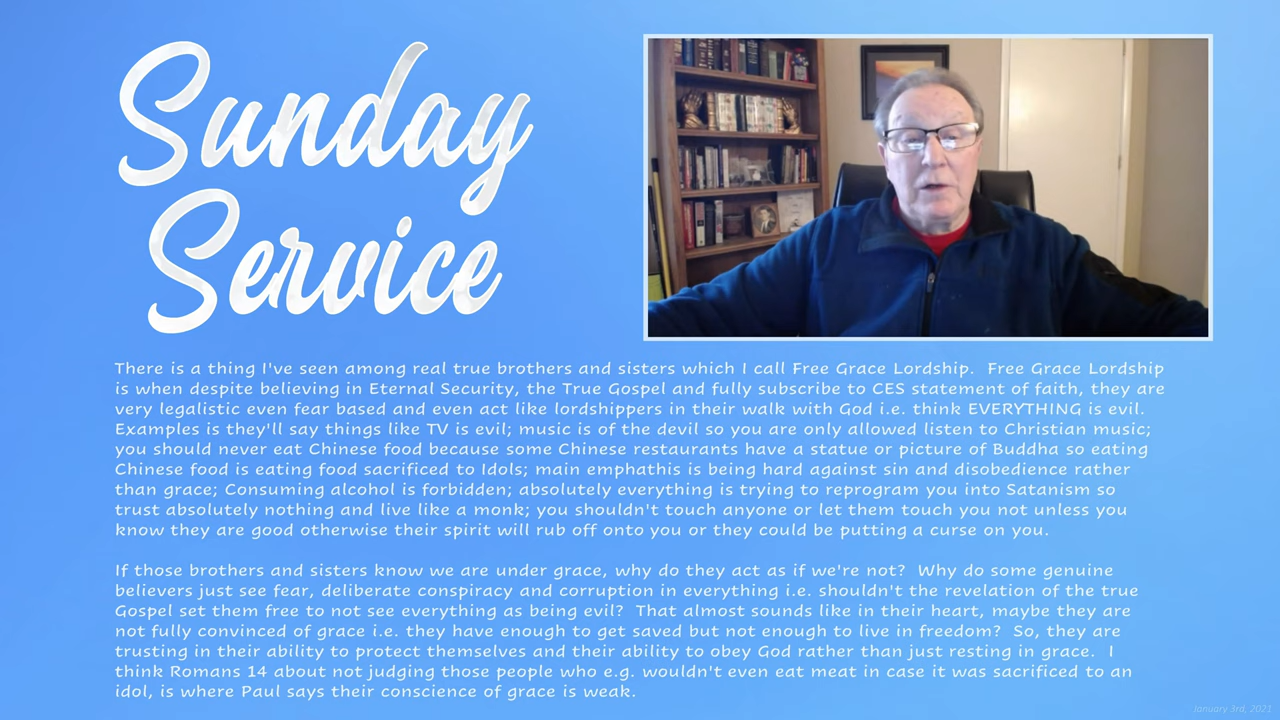 Sunday
Service
There is a thing I've seen among real true brothers and sisters which I call Free Grace Lordship.  Free Grace Lordship
is when despite believing in Eternal Security, the True Gospel and fully subscribe to CES statement of faith, they are
very legalistic even fear based and even act like lordshippers in their walk with God i.e. think EVERYTHING is evil.
Examples is they'll say things like TV is evil; music is of the devil so you are only allowed listen to Christian music;
you should never eat Chinese food because some Chinese restaurants have a statue or picture of Buddha so eating
Chinese food is eating food sacrificed to Idols; main emphathis is being hard against sin and disobedience rather
than grace; Consuming alcohol is forbidden; absolutely everything is trying to reprogram you into Satanism so
trust absolutely nothing and live like a monk; you shouldn't touch anyone or let them touch you not unless you
know they are good otherwise their spirit will rub off onto you or they could be putting a curse on you.
If those brothers and sisters know we are under grace, why do they act as if we're not?  Why do some genuine
believers just see fear, deliberate conspiracy and corruption in everything i.e. shouldn't the revelation of the true
Gospel set them free to not see everything as being evil?  That almost sounds like in their heart, maybe they are
not fully convinced of grace i.e. they have enough to get saved but not enough to live in freedom?  So, they are
trusting in their ability to protect themselves and their ability to obey God rather than just resting in grace.  I
think Romans 14 about not judging those people who e.g. wouldn't even eat meat in case it was sacrificed to an
idol, is where Paul says their conscience of grace is weak.
January 3rd, 2021